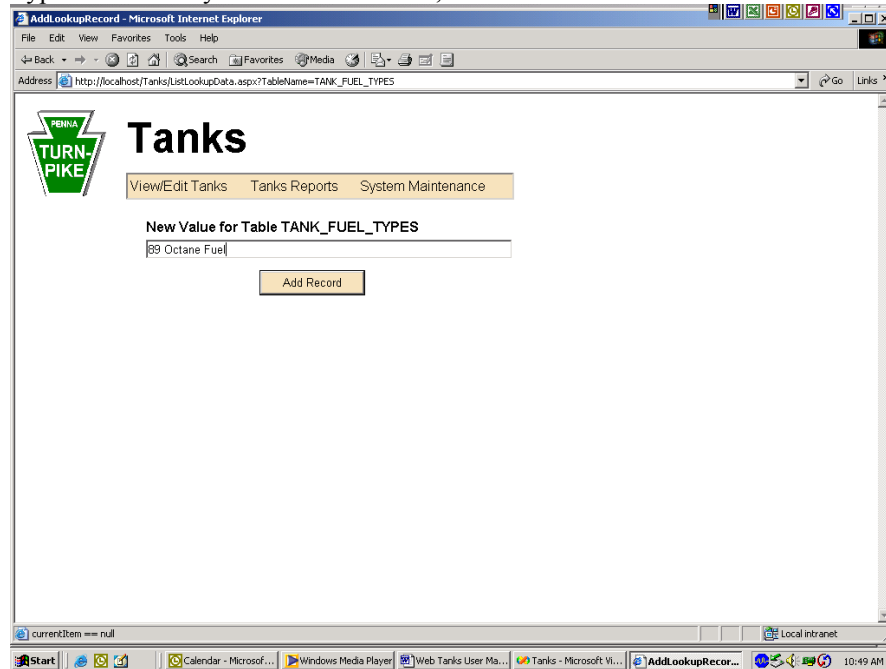 AddLookupRecord - Microsoft Internet Explorer
File Edit View Favorites Tools Help
Back Search Favorites Media
Address http://localhost/Tanks/ListLookupData.aspx?TableName=TANK_FUEL_TYPES Go Links
PENNA
TURN-
PIKE
Tanks
View/Edit Tanks Tanks Reports System Maintenance
New Value for Table TANK_FUEL_TYPES
89 Octane Fuel
Add Record
currentItem == null Local intranet
Start Calendar - Microsof... Windows Media Player Web Tanks User Ma... Tanks - Microsoft Vi... AddLookupRecor... 10:49 AM